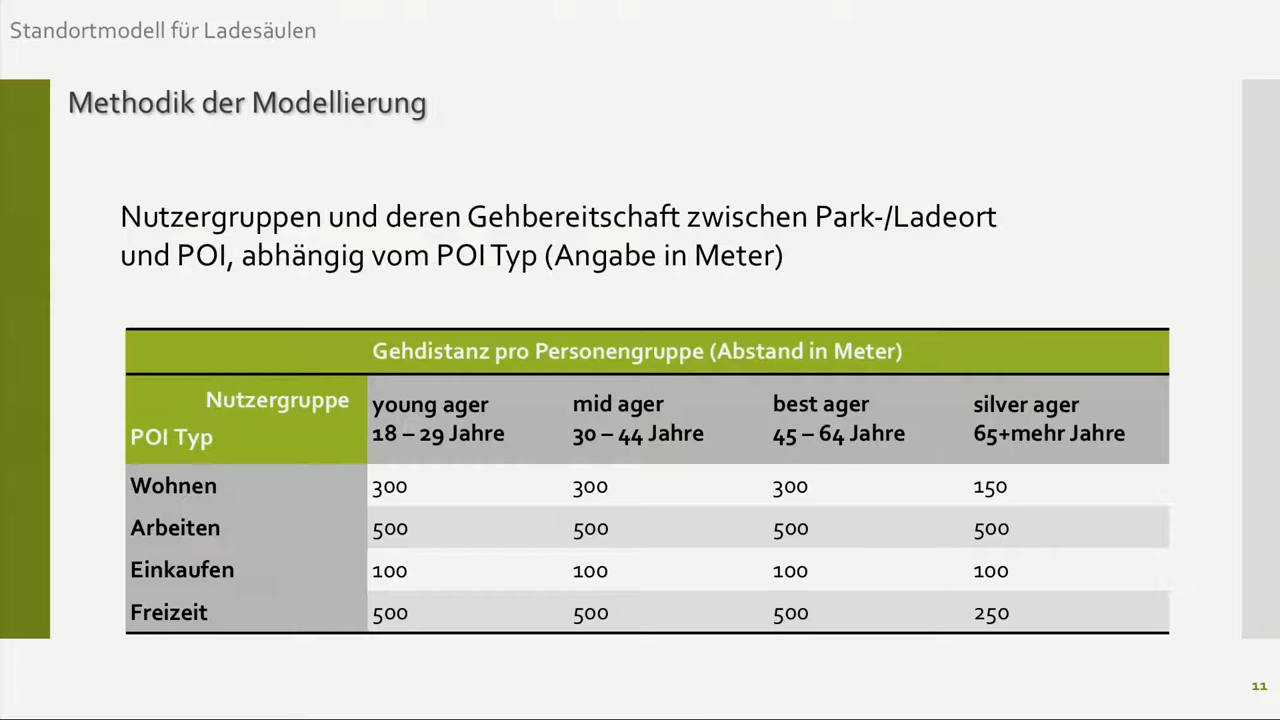 Standortmodell für Ladesäulen
Methodik der Modellierung
Nutzergruppen und deren Gehbereitschaft zwischen Park-/Ladeort
und POI, abhängig vom POI Typ (Angabe in Meter)
Gehdistanz pro Personengruppe (Abstand in Meter)
Nutzergruppe
POI Typ
young ager mid ager best ager silver ager
18 – 29 Jahre 30 – 44 Jahre 45 – 64 Jahre 65+mehr Jahre
Wohnen 300 300 300 150
Arbeiten 500 500 500 500
Einkaufen 100 100 100 100
Freizeit 500 500 500 250
11